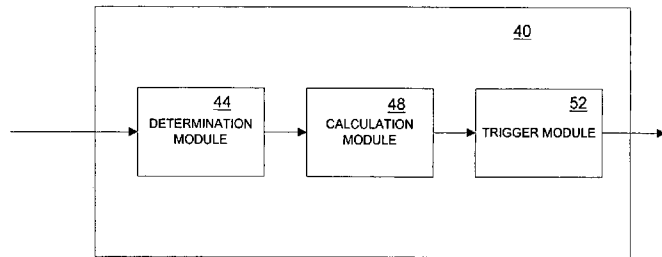 40
44
DETERMINATION
MODULE
48
CALCULATION
MODULE
52
TRIGGER MODULE